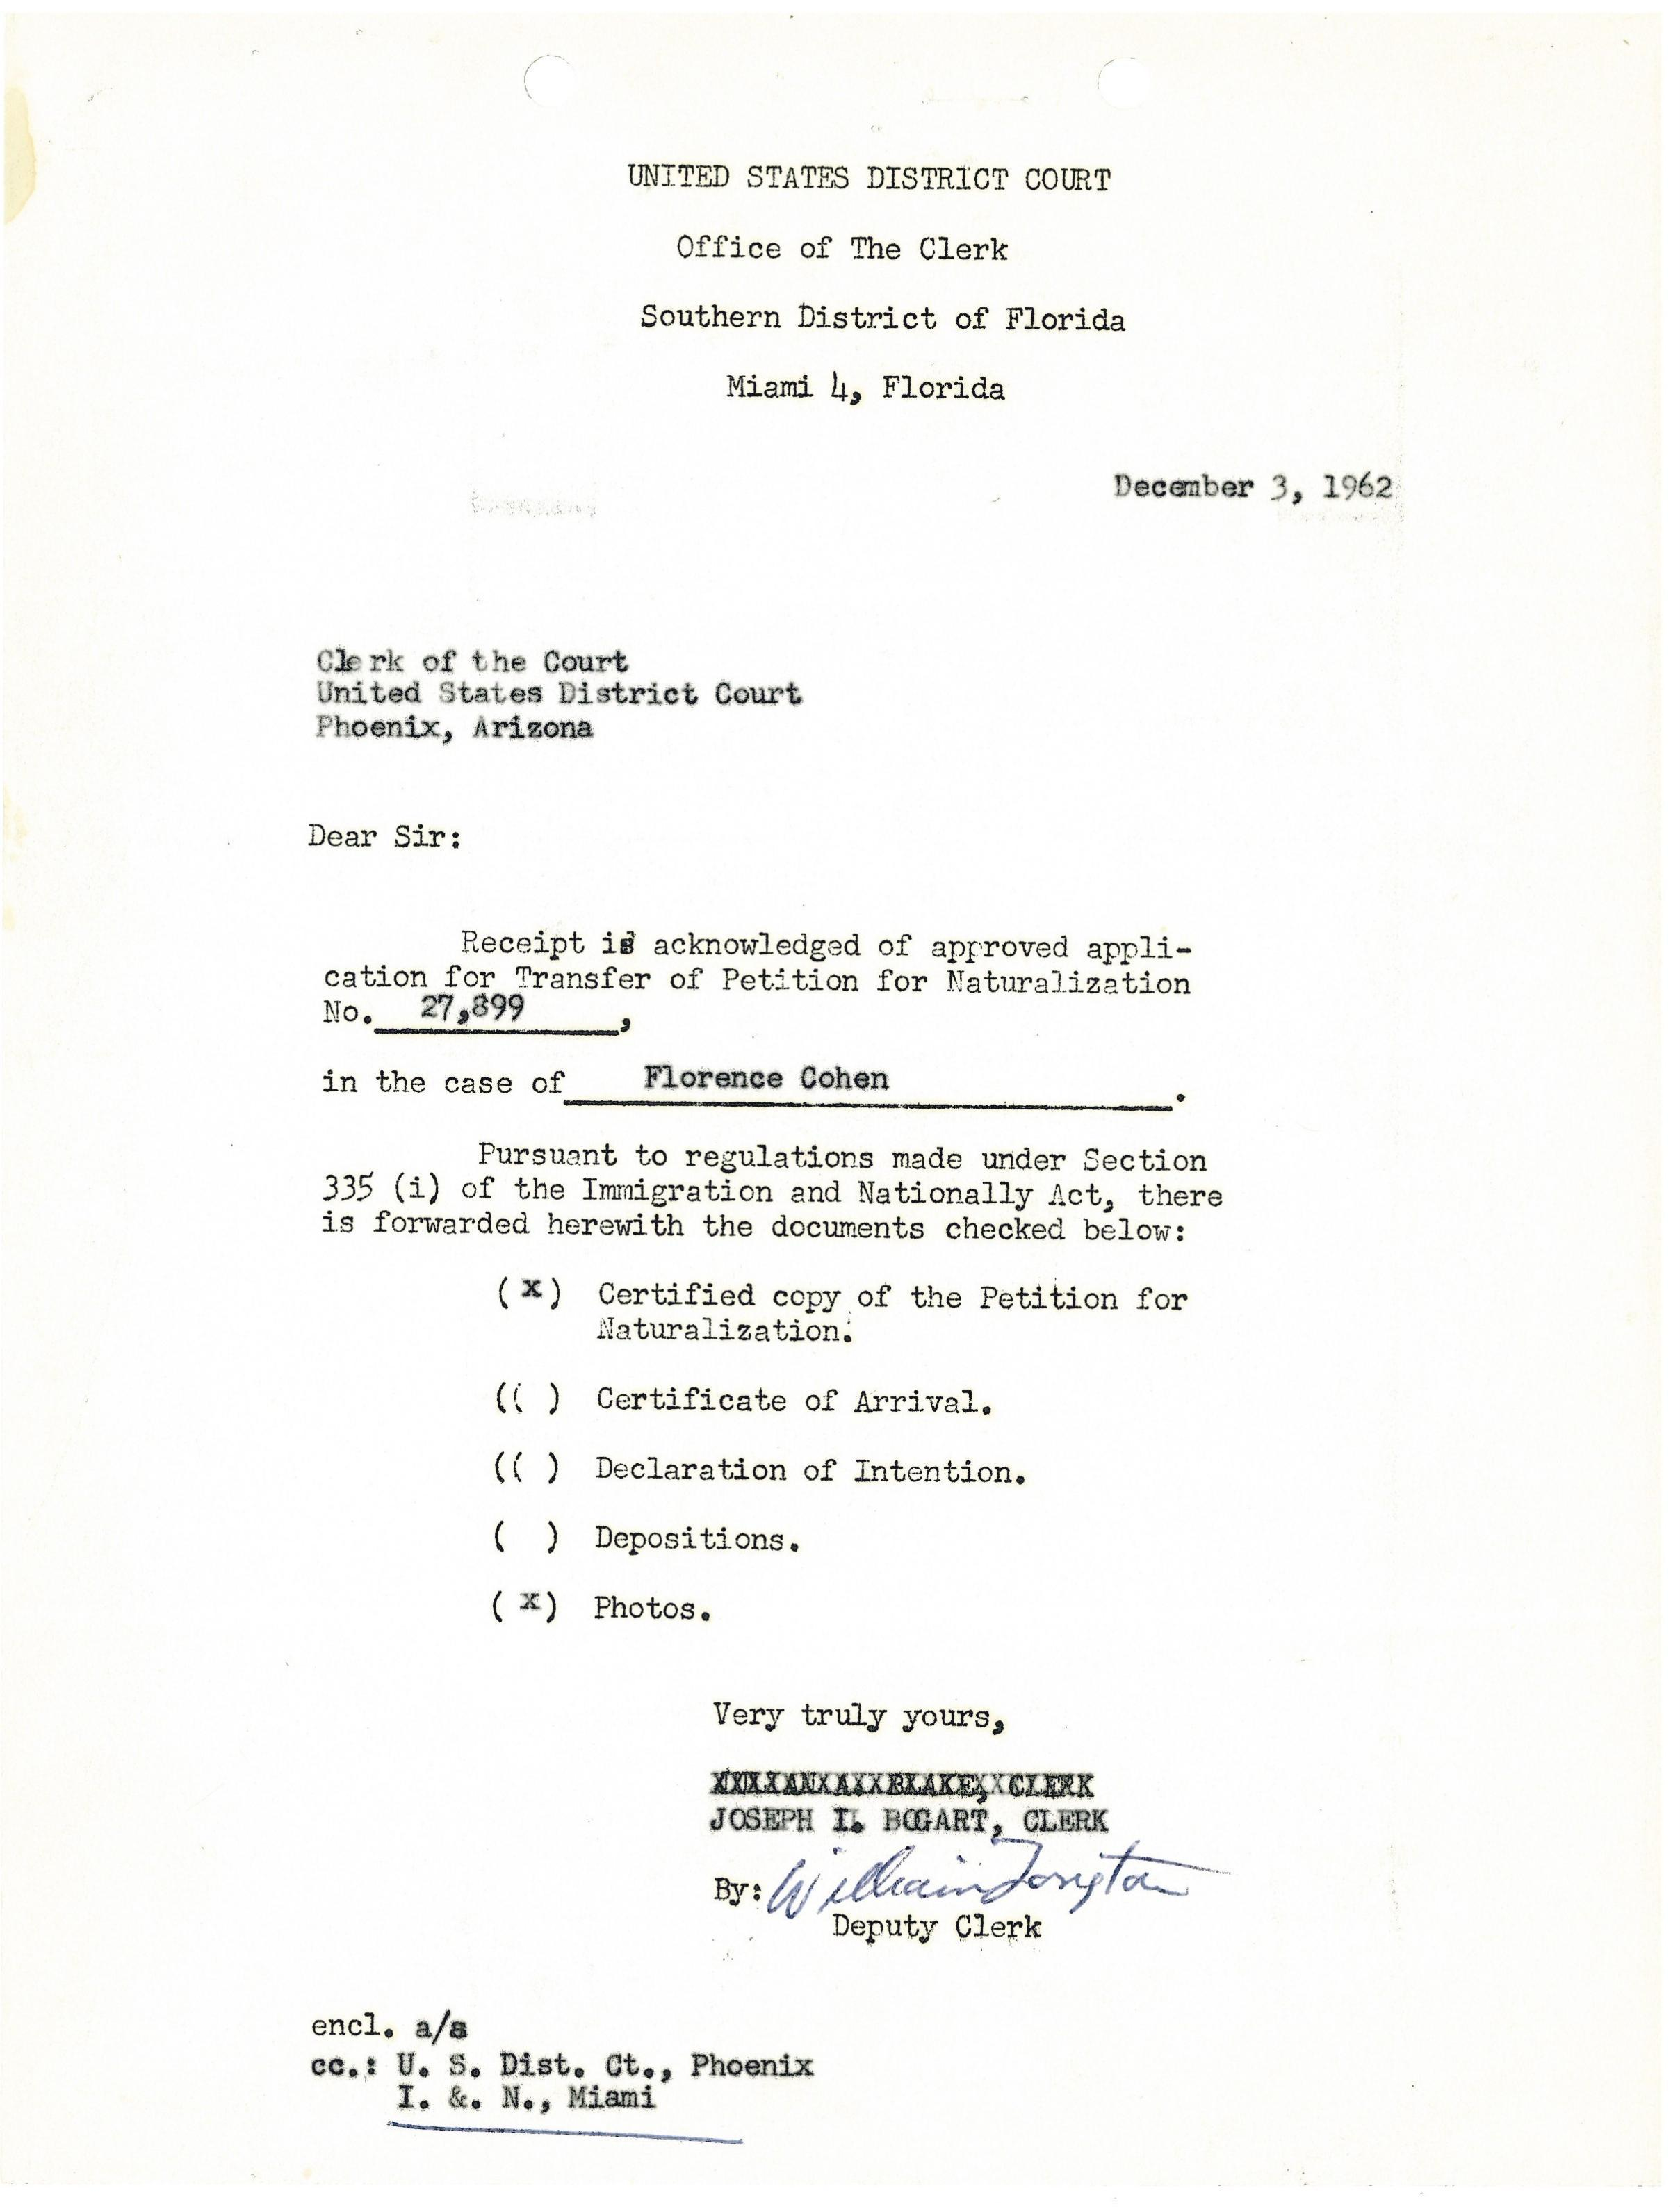 UNITED STATES DISTRICT COURT
Office of The Clerk
Southern District of Florida
Miami 4, Florida
December 3, 1962
Clerk of the Court
United States District Court
Phoenix, Arizona
Dear Sir:
Receipt is acknowledged of approved appli-
cation for Transfer of Petition for Naturalization
No. 27,899,
in the case of Florence Cohen.
Pursuant to regulations made under Section
335 (i) of the Immigration and Nationally Act, there
is forwarded herewith the documents checked below:
(x) Certified copy of the Petition for
Naturalization.
(( ) Certificate of Arrival.
(( ) Declaration of Intention.
( ) Depositions.
(x) Photos.
Very truly yours,
BLAKE, CLERK
JOSEPH I. BOGART, CLERK
By: William
Deputy Clerk
encl. a/s
cc.: U. S. Dist. Ct., Phoenix
I. &. N., Miami